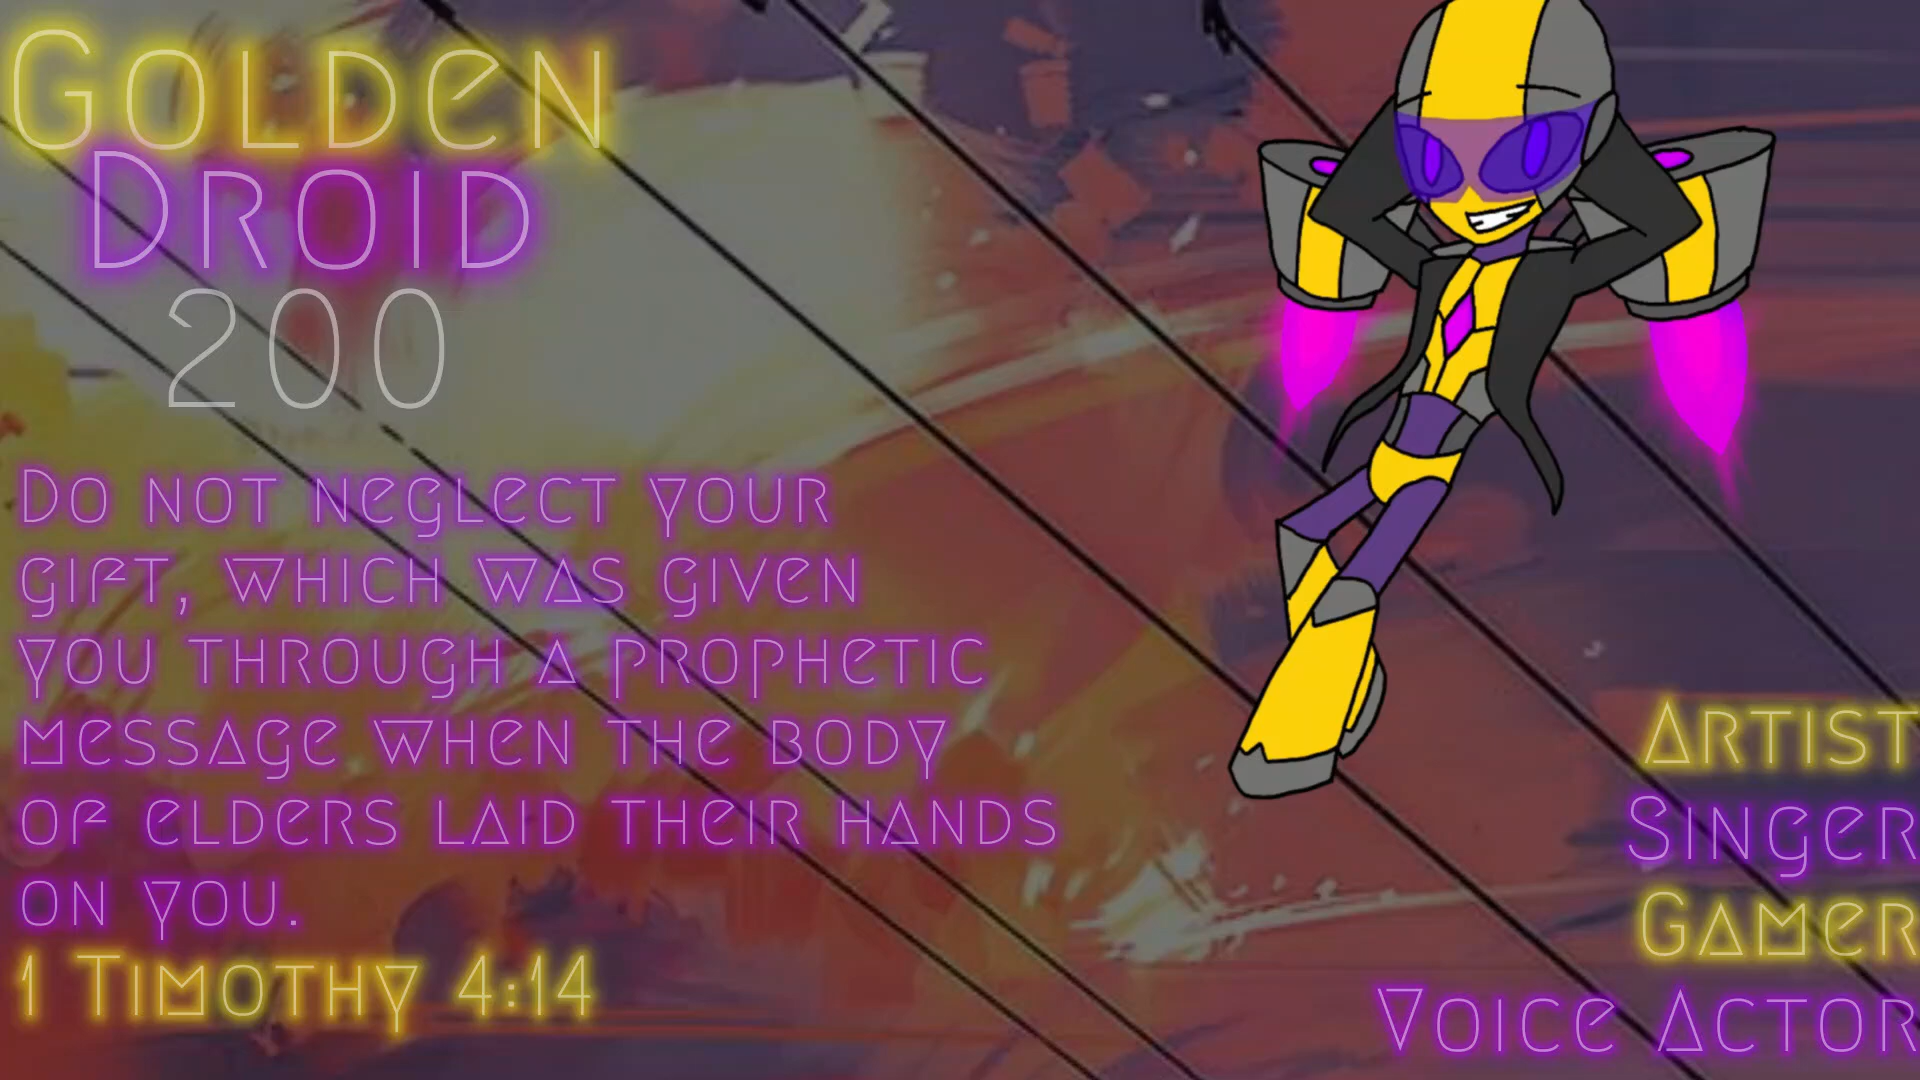 Golden
Droid
200
Do not neglect your
gift, which was given
you through a prophetic
message when the body
of elders laid their hands
on you.
1 Timothy 4:14
Artist
Singer
Gamer
Voice Actor